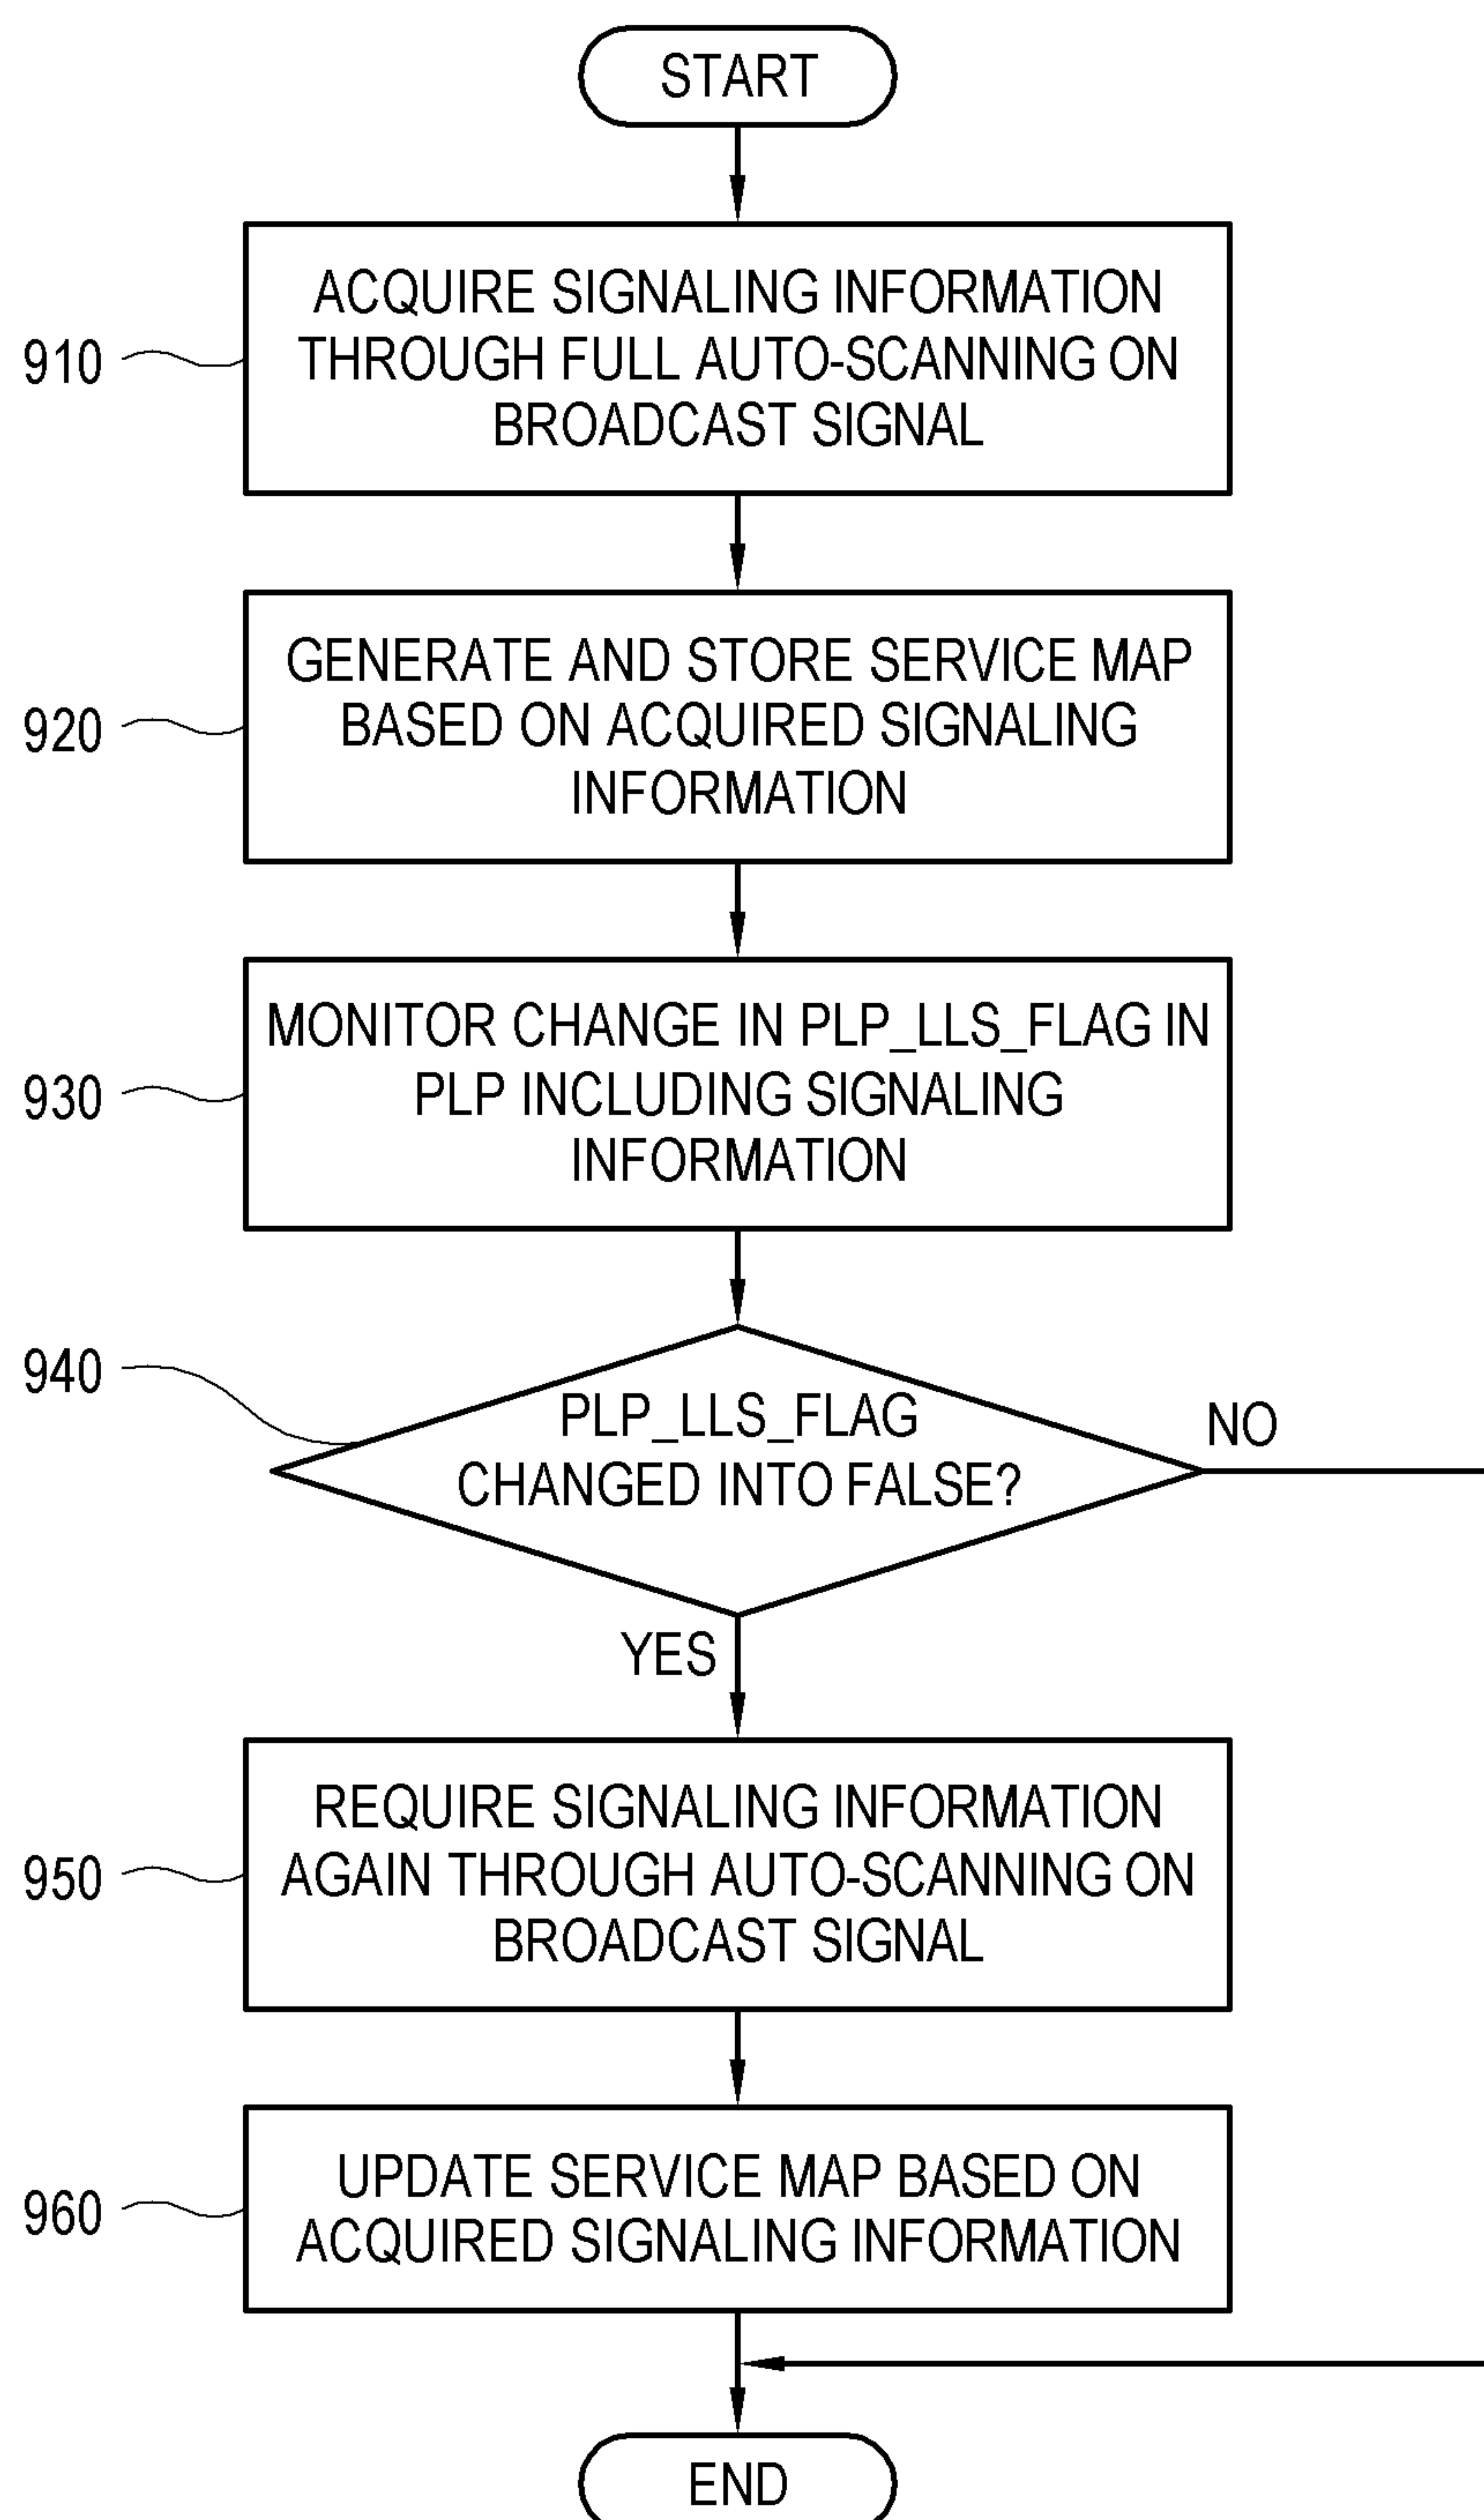 START
910
ACQUIRE SIGNALING INFORMATION
THROUGH FULL AUTO-SCANNING ON
BROADCAST SIGNAL
920
GENERATE AND STORE SERVICE MAP
BASED ON ACQUIRED SIGNALING
INFORMATION
930
MONITOR CHANGE IN PLP_LLS_FLAG IN
PLP INCLUDING SIGNALING
INFORMATION
940
PLP_LLS_FLAG
CHANGED INTO FALSE?
NO
YES
950
REQUIRE SIGNALING INFORMATION
AGAIN THROUGH AUTO-SCANNING ON
BROADCAST SIGNAL
960
UPDATE SERVICE MAP BASED ON
ACQUIRED SIGNALING INFORMATION
END